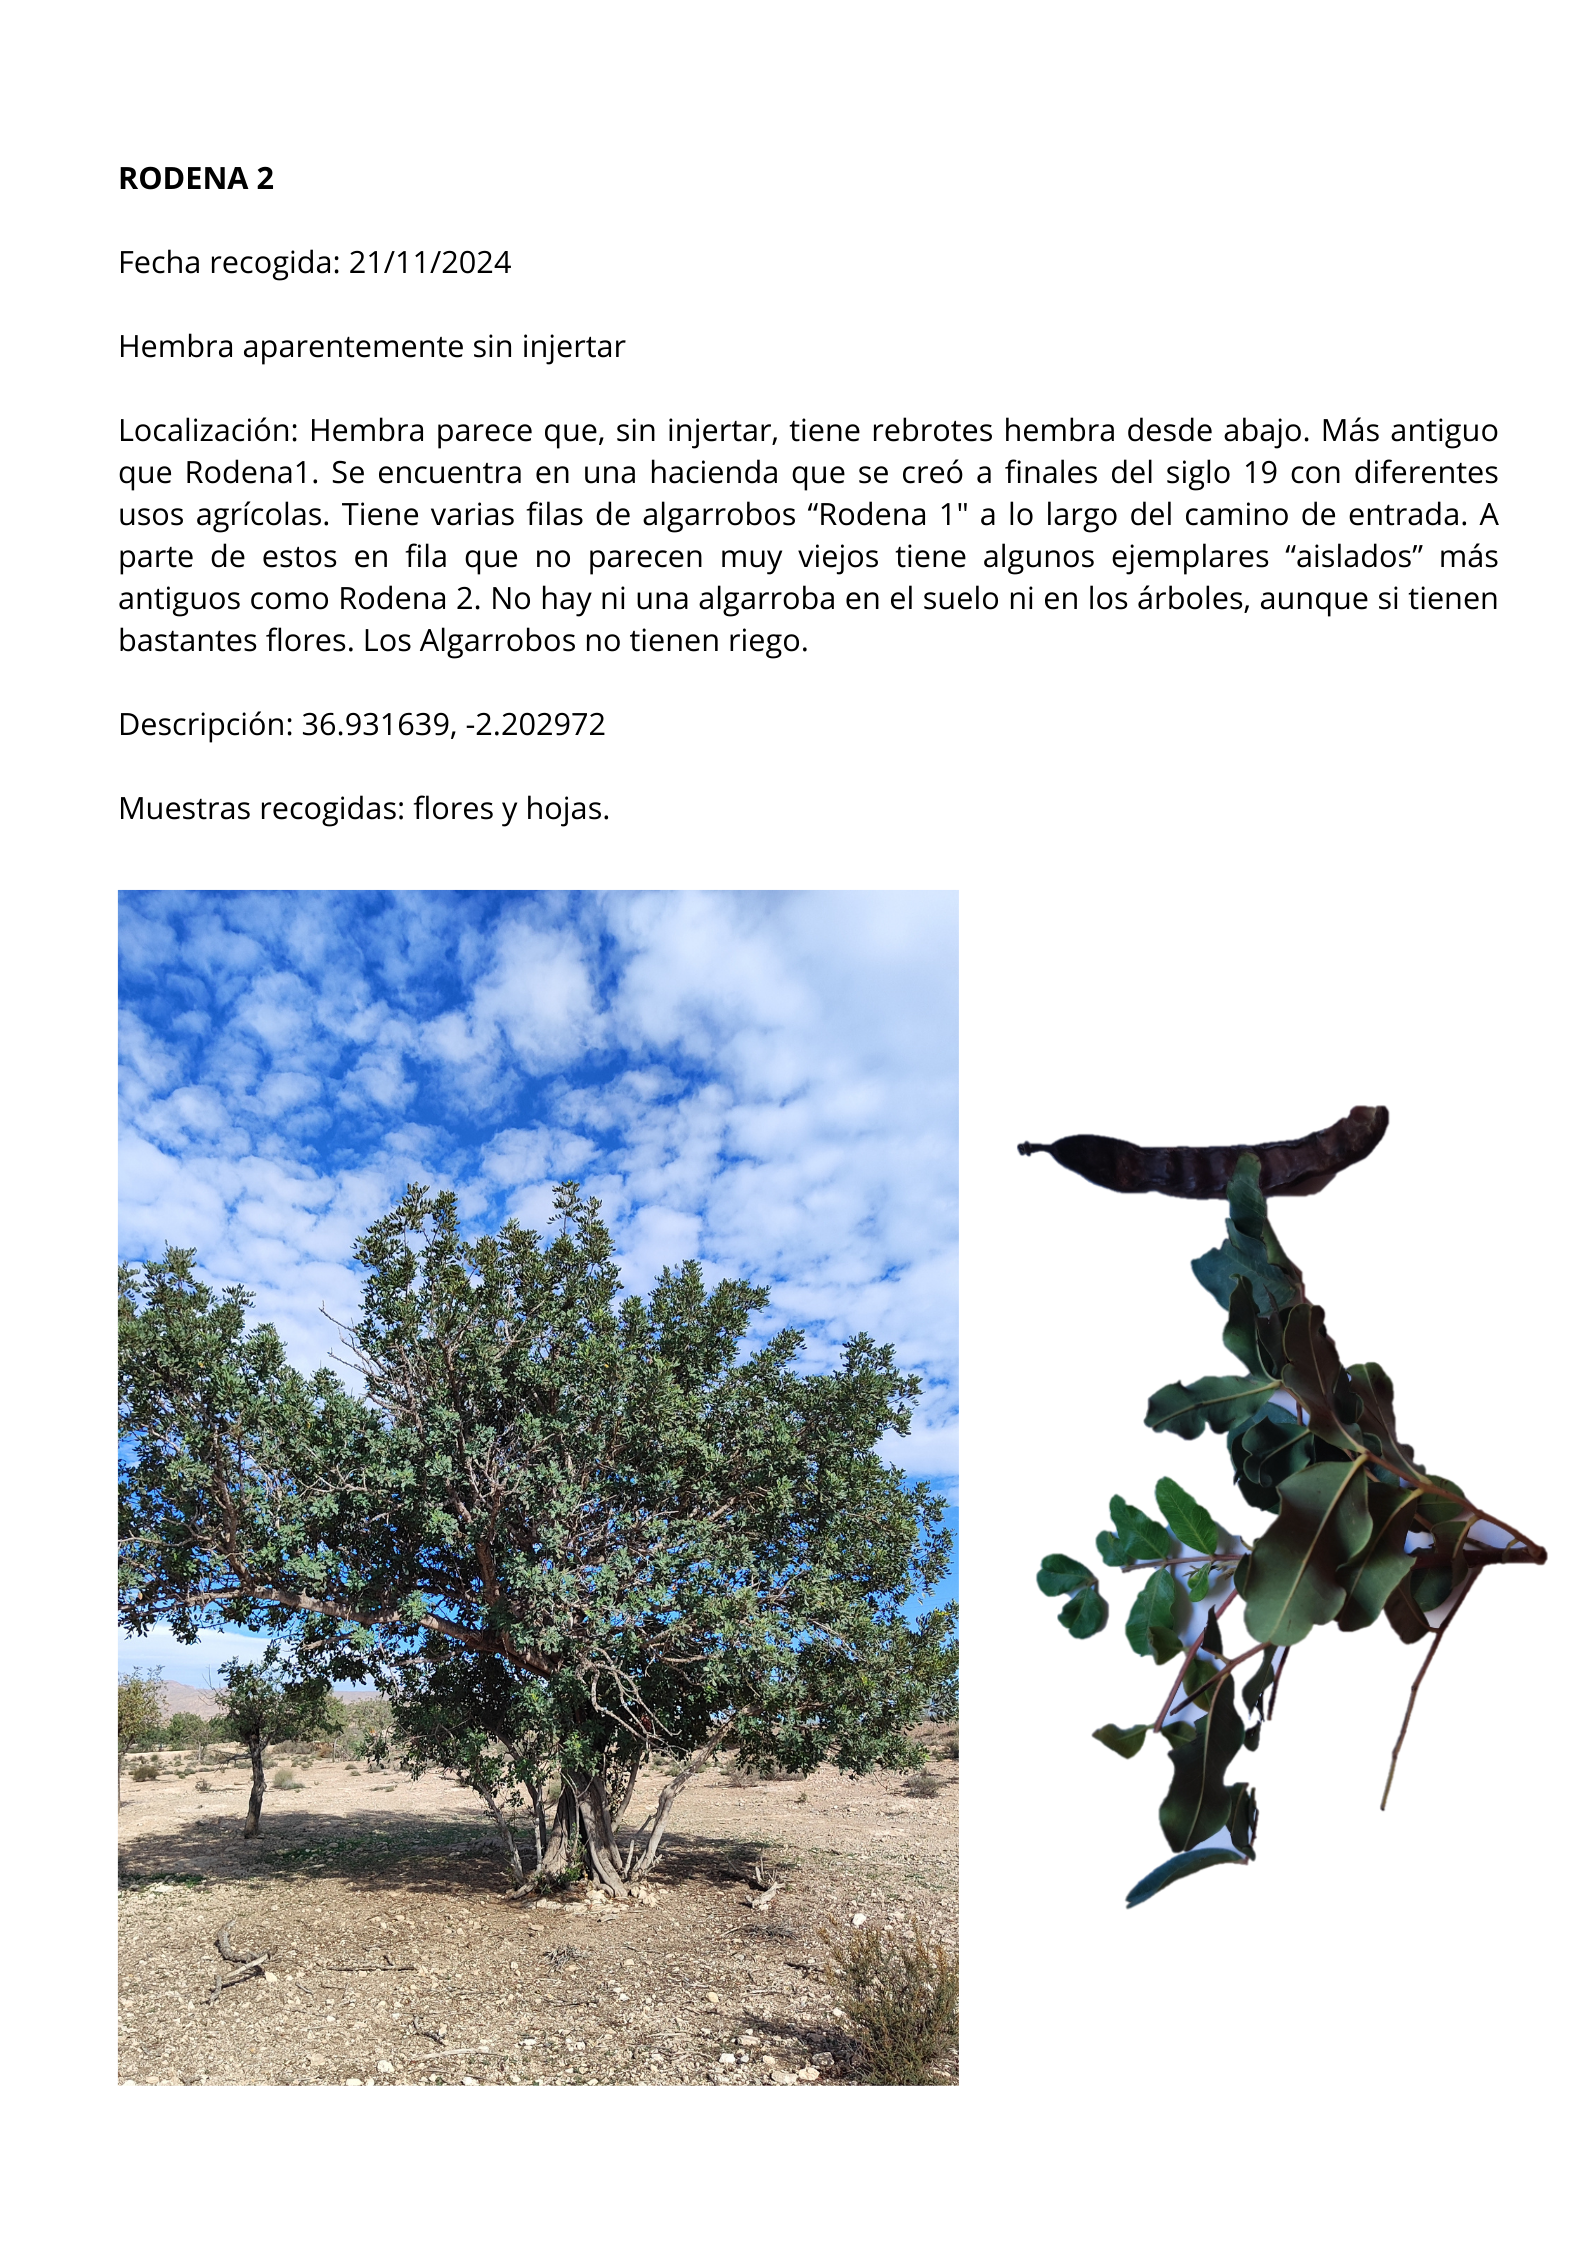 RODENA 2
Fecha recogida: 21/11/2024
Hembra aparentemente sin injertar
Localización: Hembra parece que, sin injertar, tiene rebrotes hembra desde abajo. Más antiguo
que Rodena1. Se encuentra en una hacienda que se creó a finales del siglo 19 con diferentes
usos agrícolas. Tiene varias filas de algarrobos “Rodena 1" a lo largo del camino de entrada. A
parte de estos en fila que no parecen muy viejos tiene algunos ejemplares “aislados” más
antiguos como Rodena 2. No hay ni una algarroba en el suelo ni en los árboles, aunque si tienen
bastantes flores. Los Algarrobos no tienen riego.
Descripción: 36.931639, -2.202972
Muestras recogidas: flores y hojas.